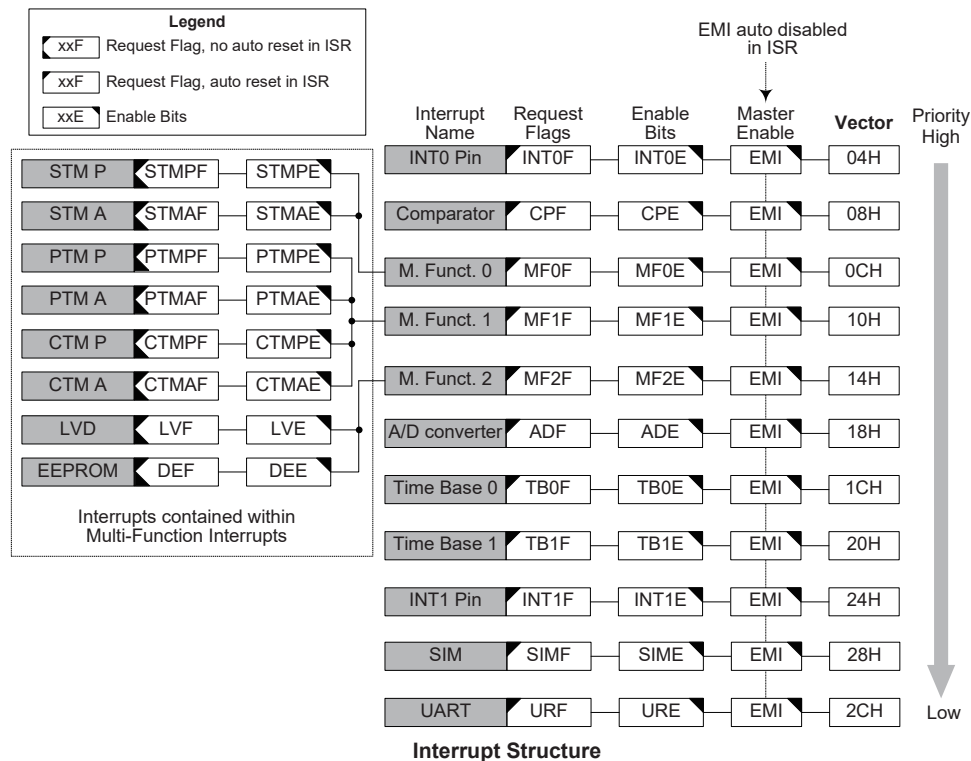 Legend
xxF Request Flag, no auto reset in ISR
xxF Request Flag, auto reset in ISR
xxE Enable Bits
EMI auto disabled
in ISR
Interrupt
Name
Request
Flags
Enable
Bits
Master
Enable
Vector
Priority
High
STM P STMPF STMPE
STM A STMAF STMAE
PTM P PTMPF PTMPE
PTM A PTMAF PTMAE
CTM P CTMPF CTMPE
CTM A CTMAF CTMAE
LVD LVF LVE
EEPROM DEF DEE
Interrupts contained within
Multi-Function Interrupts
INT0 Pin INT0F INT0E EMI 04H
Comparator CPF CPE EMI 08H
M. Funct. 0 MF0F MF0E EMI 0CH
M. Funct. 1 MF1F MF1E EMI 10H
M. Funct. 2 MF2F MF2E EMI 14H
A/D converter ADF ADE EMI 18H
Time Base 0 TB0F TB0E EMI 1CH
Time Base 1 TB1F TB1E EMI 20H
INT1 Pin INT1F INT1E EMI 24H
SIM SIMF SIME EMI 28H
UART URF URE EMI 2CH
Low
Interrupt Structure